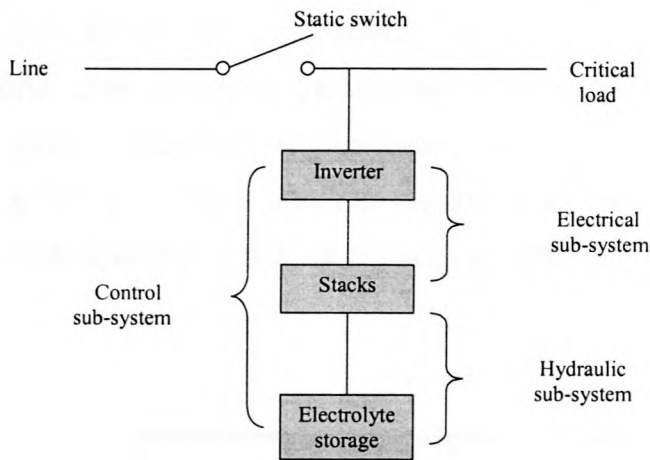 Static switch
Line
Critical
load
Inverter
Electrical
sub-system
Stacks
Control
sub-system
Hydraulic
sub-system
Electrolyte
storage